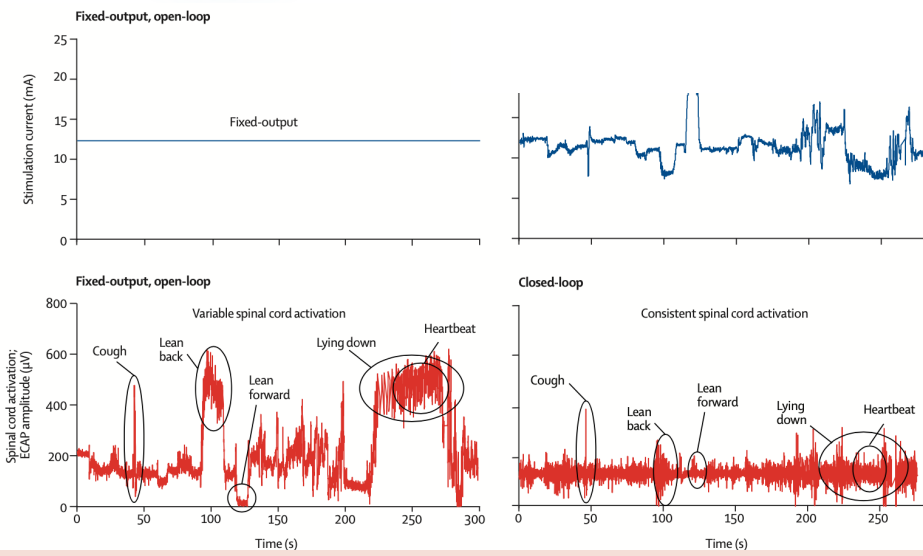 Fixed-output, open-loop
25
20
15
10
5
0
Stimulation current (mA)
Fixed-output
Fixed-output, open-loop
Closed-loop
800
600
400
200
0
Spinal cord activation;
ECAP amplitude (µV)
Variable spinal cord activation
Cough
Lean
back
Lean
forward
Lying down
Heartbeat
Consistent spinal cord activation
Cough
Lean
back
Lean
forward
Lying
down
Heartbeat
0 50 100 150 200 250 300
Time (s)
0 50 100 150 200 250
Time (s)